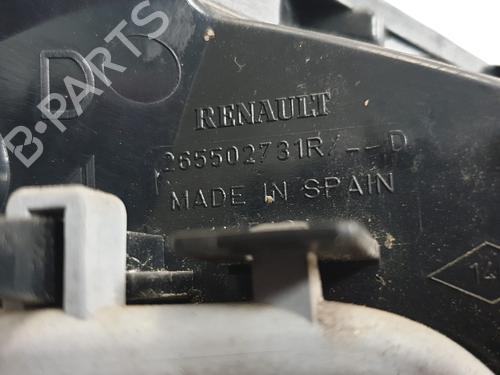 B-PARTS
D
RENAULT
265502731R/--D
MADE IN SPAIN